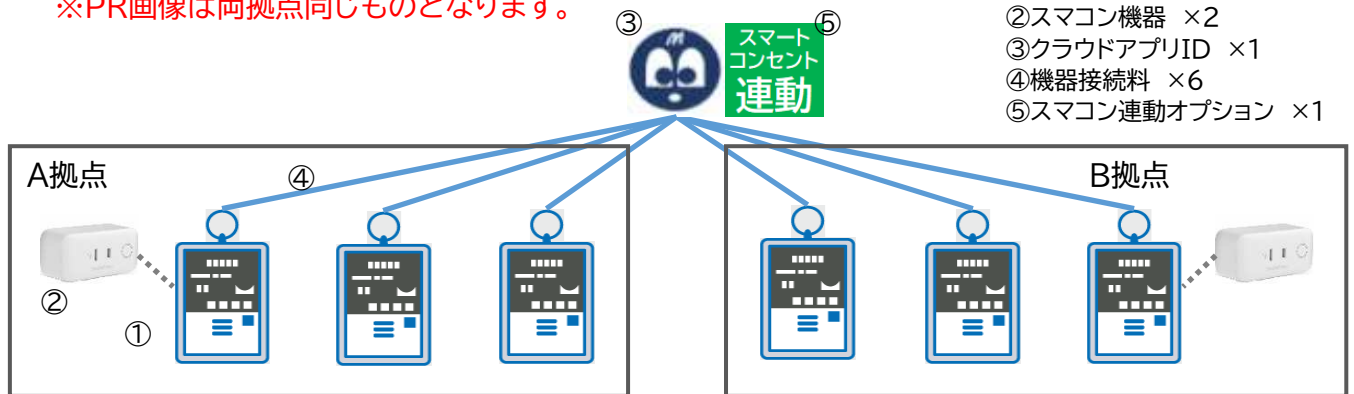 ※PR画像は両拠点同じものとなります。
②スマコン機器 ×2
③クラウドアプリID ×1
④機器接続料 ×6
⑤スマコン連動オプション ×1
③
⑤
スマート
コンセント
連動
A拠点
④
B拠点
②
①